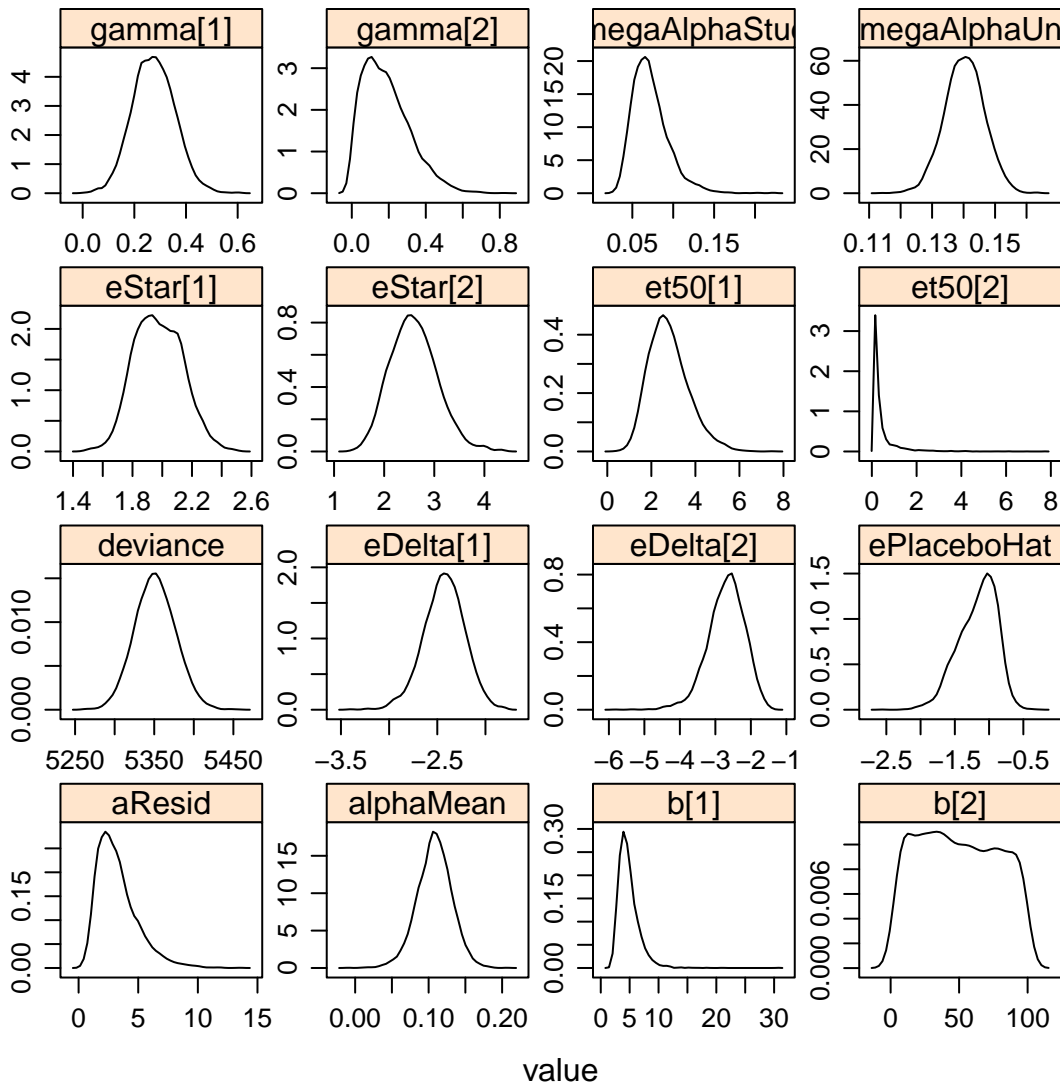 gamma[1] gamma[2] megaAlphaStud megaAlphaUn
0 1 2 3 4
0 1 2 3
0 5 10 15 20
0 20 40 60
0.0 0.2 0.4 0.6
0.0 0.4 0.8
0.05 0.15
0.11 0.13 0.15
eStar[1] eStar[2] et50[1] et50[2]
0.0 1.0 2.0
0.0 0.4 0.8
0.0 0.2 0.4
0 1 2 3
1.4 1.8 2.2 2.6
1 2 3 4
0 2 4 6 8
0 2 4 6 8
deviance eDelta[1] eDelta[2] ePlaceboHat
0.000 0.010
0.0 1.0 2.0
0.0 0.4 0.8
0.0 0.5 1.0 1.5
5250 5350 5450
−3.5 −2.5
−6 −5 −4 −3 −2 −1
−2.5 −1.5 −0.5
aResid alphaMean b[1] b[2]
0.00 0.15
0 5 10 15
0.00 0.15 0.30
0.000 0.006
0 5 10 15
0.00 0.10 0.20
0 5 10 20 30
0 50 100
value